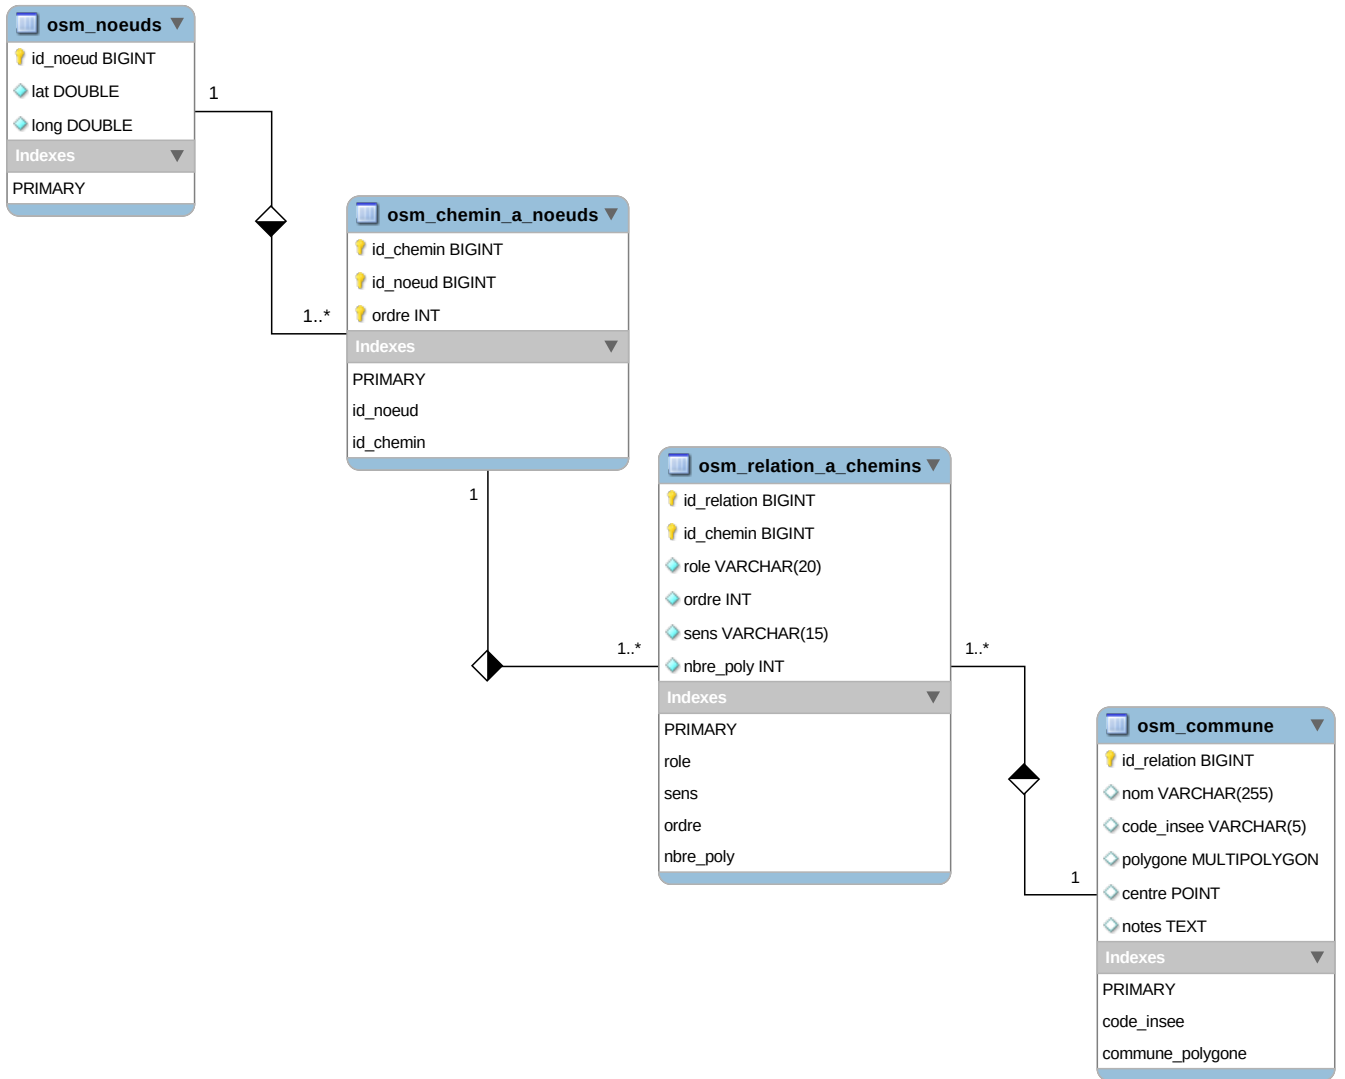 osm_noeuds
id_noeud BIGINT
lat DOUBLE
long DOUBLE
Indexes
PRIMARY
1
1..*
osm_chemin_a_noeuds
id_chemin BIGINT
id_noeud BIGINT
ordre INT
Indexes
PRIMARY
id_noeud
id_chemin
1
1..*
osm_relation_a_chemins
id_relation BIGINT
id_chemin BIGINT
role VARCHAR(20)
ordre INT
sens VARCHAR(15)
nbre_poly INT
Indexes
PRIMARY
role
sens
ordre
nbre_poly
1..*
1
osm_commune
id_relation BIGINT
nom VARCHAR(255)
code_insee VARCHAR(5)
polygone MULTIPOLYGON
centre POINT
notes TEXT
Indexes
PRIMARY
code_insee
commune_polygone